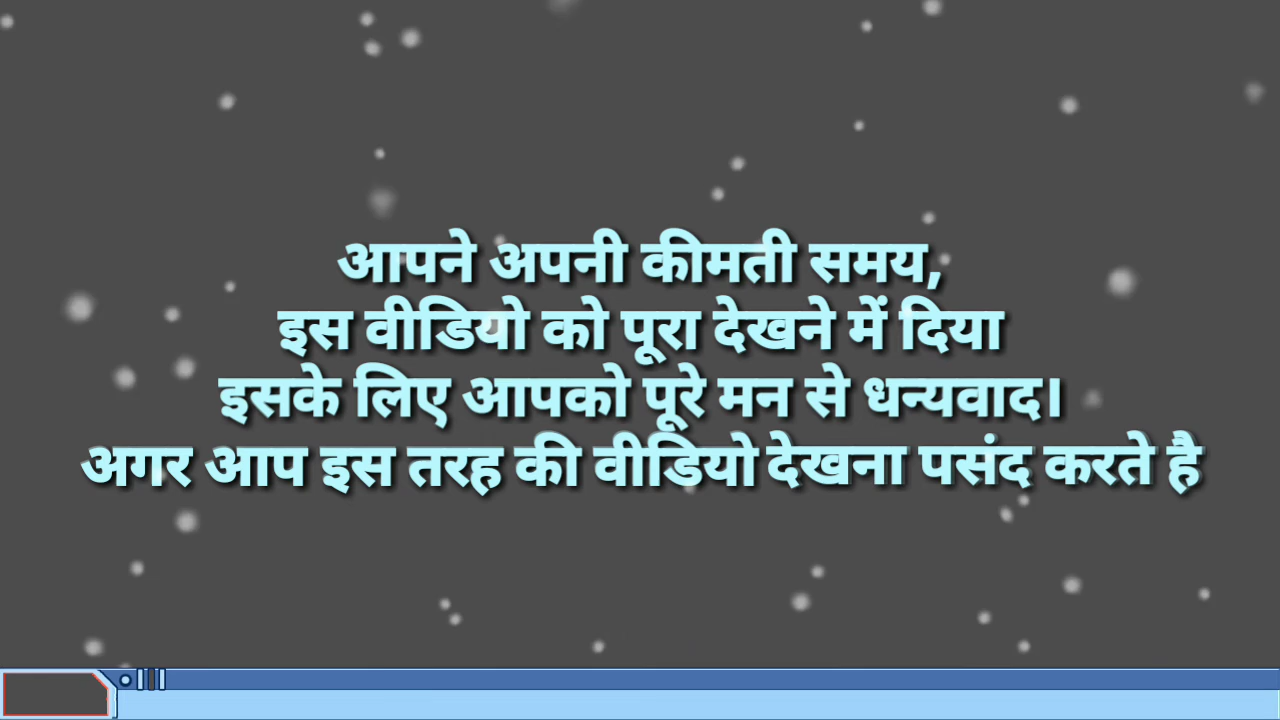 आपने अपनी कीमती समय,
इस वीडियो को पूरा देखने में दिया
इसके लिए आपको पूरे मन से धन्यवाद।
अगर आप इस तरह की वीडियो देखना पसंद करते है